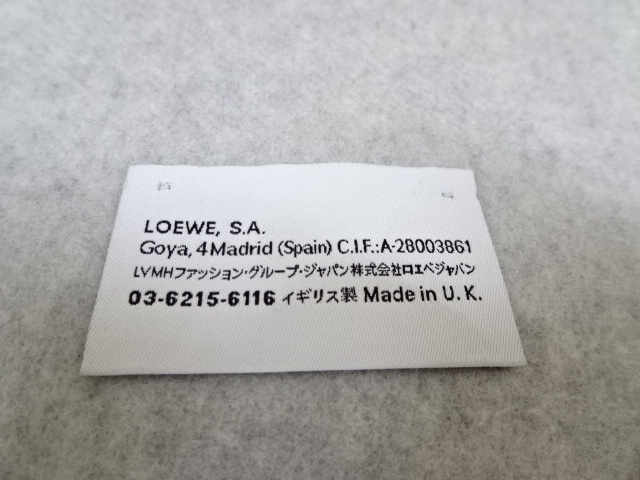 LOEWE, S.A.
Goya, 4 Madrid (Spain) C.I.F.:A-28003861
LVMHファッション・グループ・ジャパン株式会社ロエベジャパン
03-6215-6116 イギリス製 Made in U.K.